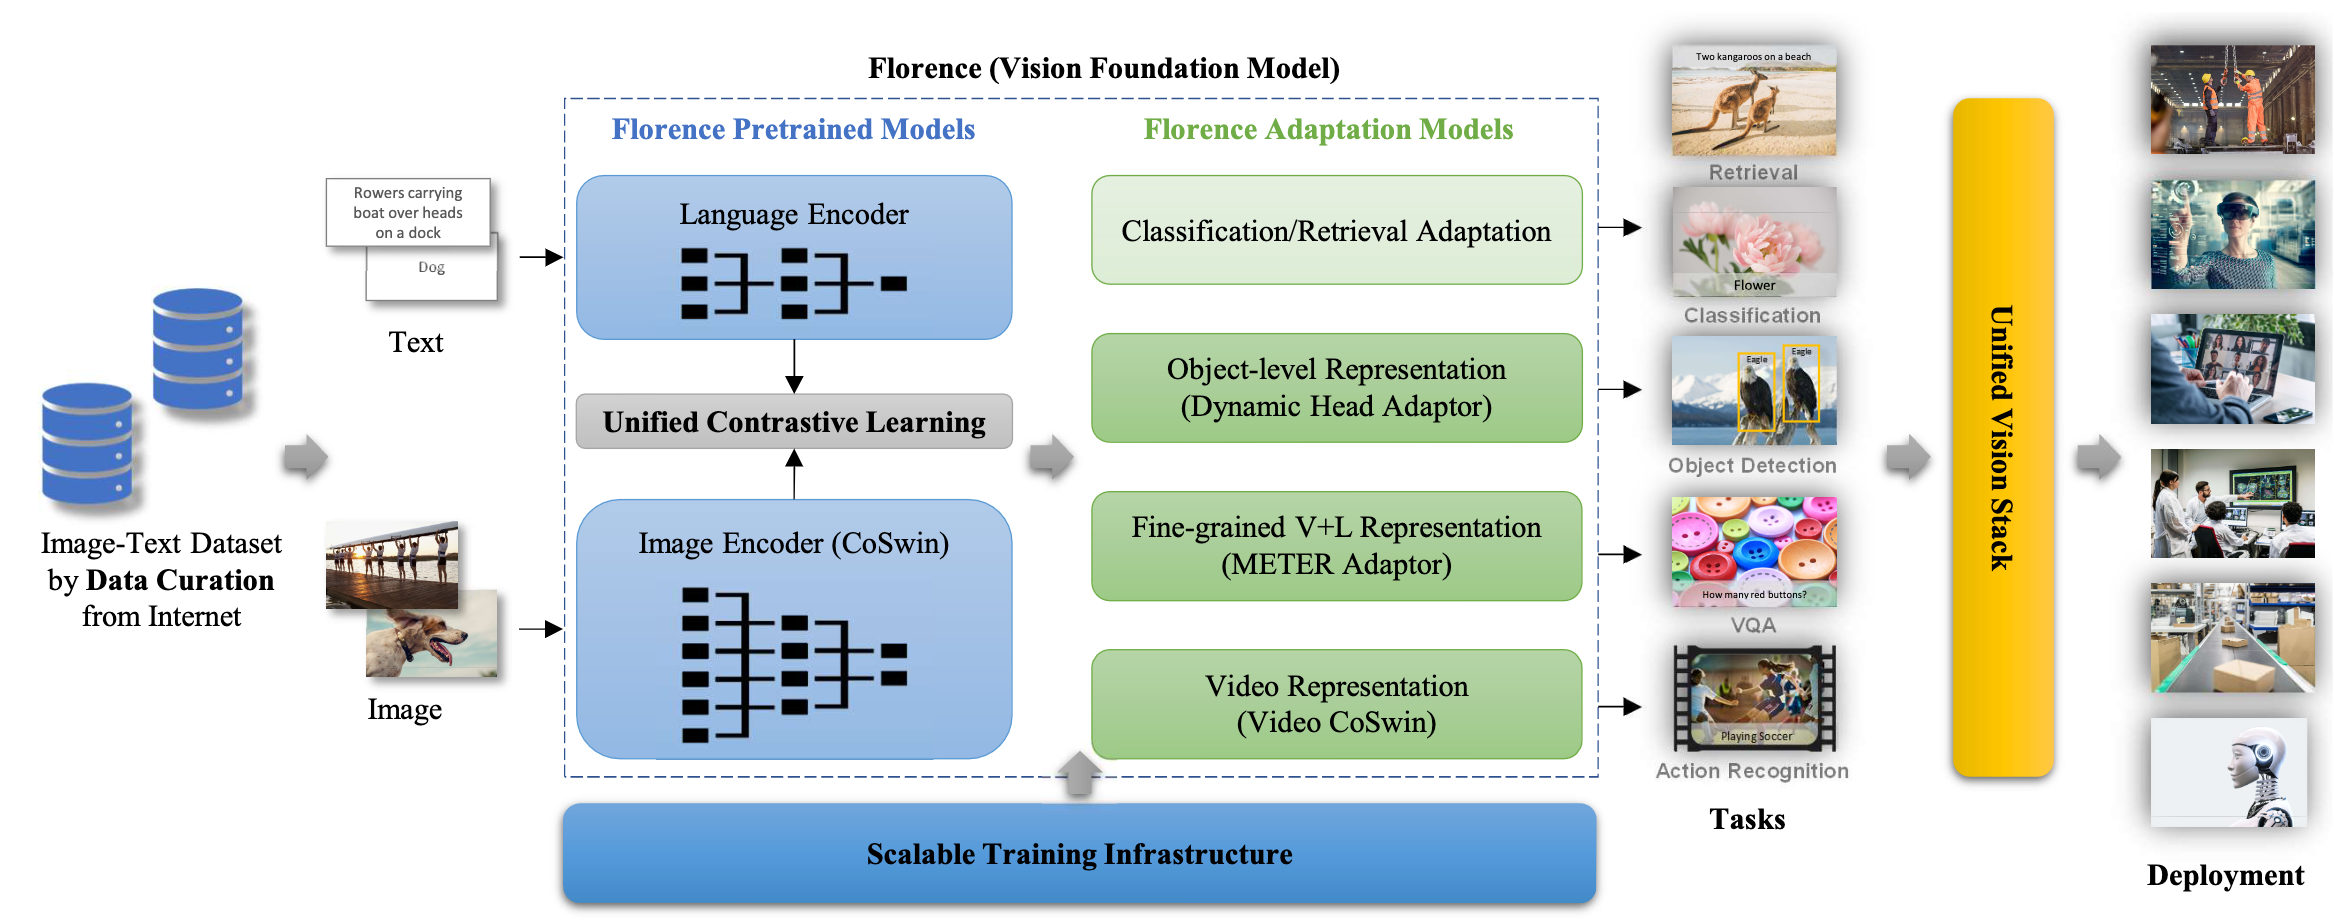 Florence (Vision Foundation Model)
Florence Pretrained Models
Florence Adaptation Models
Image-Text Dataset
by Data Curation
from Internet
Rowers carrying
boat over heads
on a dock
Dog
Text
Image
Language Encoder
Unified Contrastive Learning
Image Encoder (CoSwin)
Classification/Retrieval Adaptation
Object-level Representation
(Dynamic Head Adaptor)
Fine-grained V+L Representation
(METER Adaptor)
Video Representation
(Video CoSwin)
Scalable Training Infrastructure
Two kangaroos on a beach
Retrieval
Flower
Classification
Eagle
Eagle
Object Detection
How many red buttons?
VQA
Playing Soccer
Action Recognition
Tasks
Unified Vision Stack
Deployment